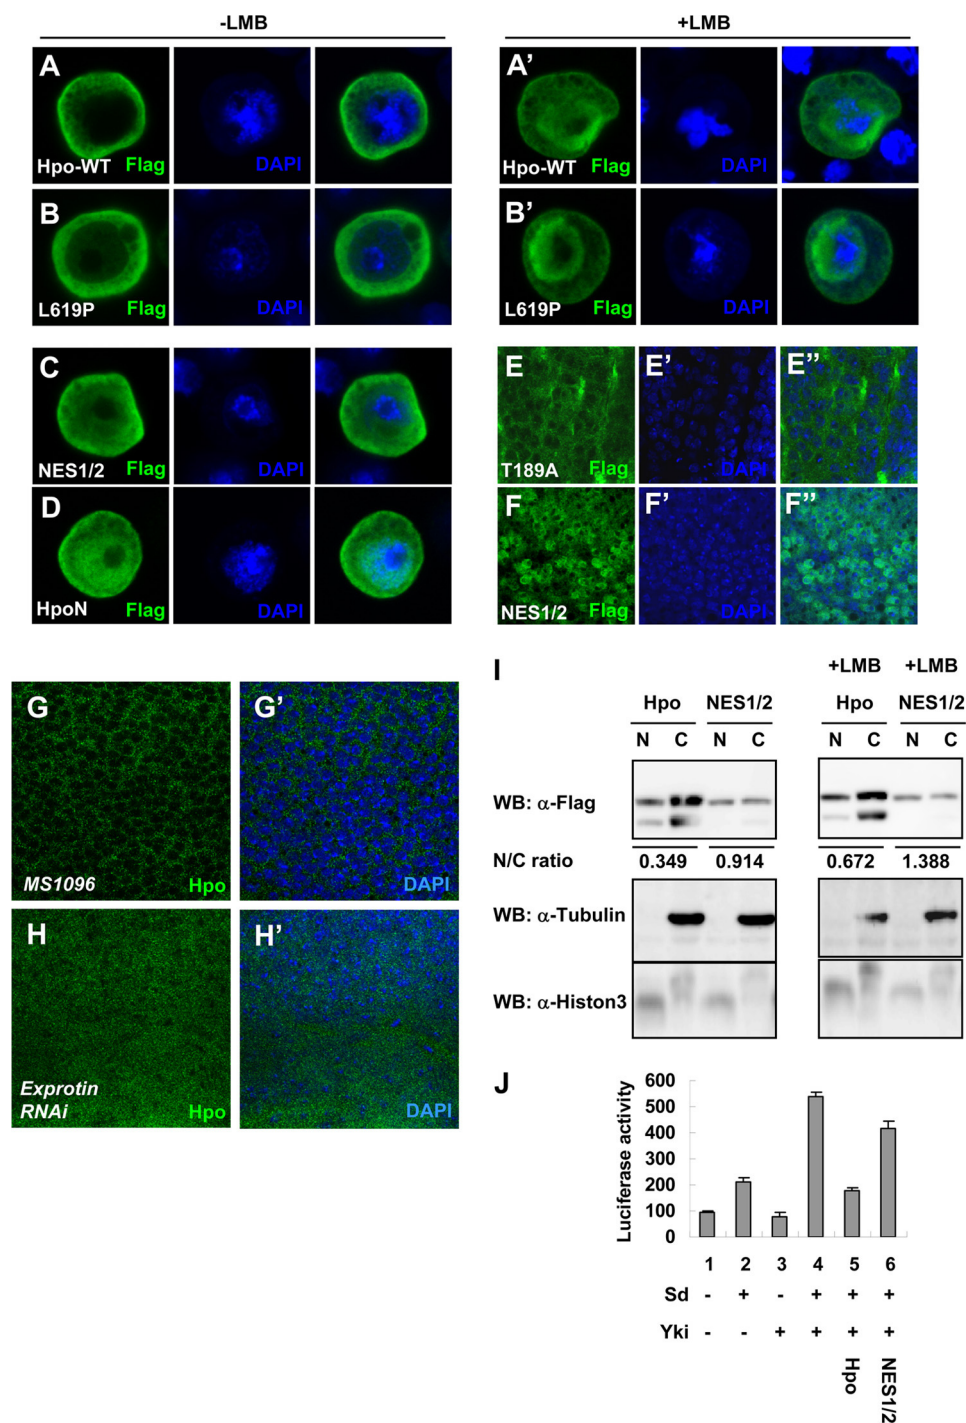 -LMB
+LMB
A
Hpo-WT Flag
DAPI
A’
Hpo-WT Flag
DAPI
B
L619P Flag
DAPI
B’
L619P Flag
DAPI
C
NES1/2 Flag
DAPI
E
T189A Flag
E’
DAPI
E”
D
HpoN Flag
DAPI
F
NES1/2 Flag
F’
DAPI
F”
G
MS1096 Hpo
G’
DAPI
H
Exprotin
RNAi Hpo
H’
DAPI
I
+LMB +LMB
Hpo NES1/2 Hpo NES1/2
N C N C N C N C
WB: α-Flag
N/C ratio 0.349 0.914 0.672 1.388
WB: α-Tubulin
WB: α-Histon3
J
Luciferase activity
600
500
400
300
200
100
0
1 2 3 4 5 6
Sd - + - + + +
Yki - - + + + +
Hpo
NES1/2